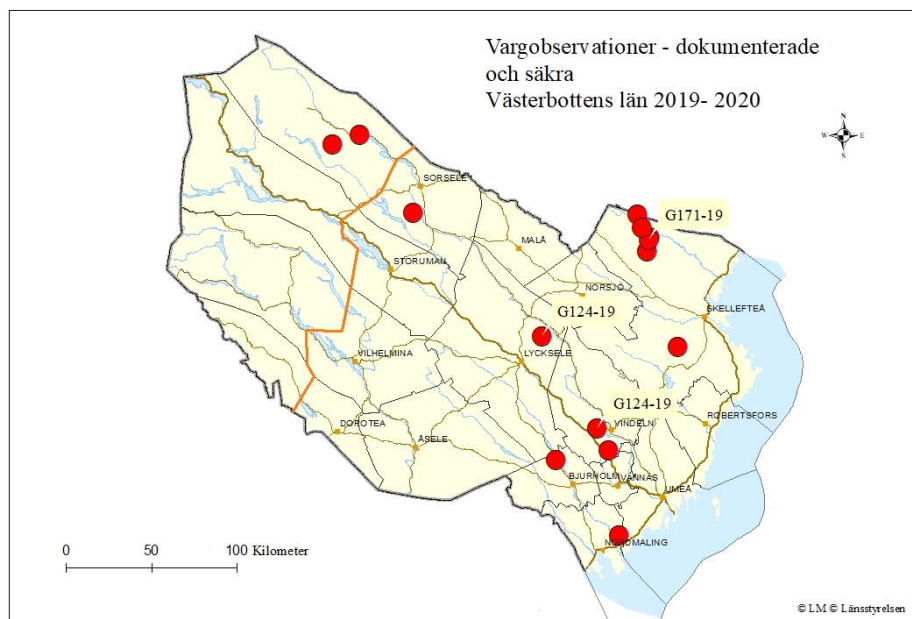 Vargobservationer - dokumenterade
och säkra
Västerbottens län 2019- 2020
N
W E
S
SORSELE
G171-19
MALÅ
STORUMAN
NORSJÖ
SKELLEFTEÅ
G124-19
VILHELMINA
LYCKSELE
G124-19
ROBERTSFORS
DOROTEA
VINDELN
ÅSELE
BJURHOLM
VÄNNÄS
UMEÅ
NORDMALING
0 50 100 Kilometer
© LM © Länsstyrelsen